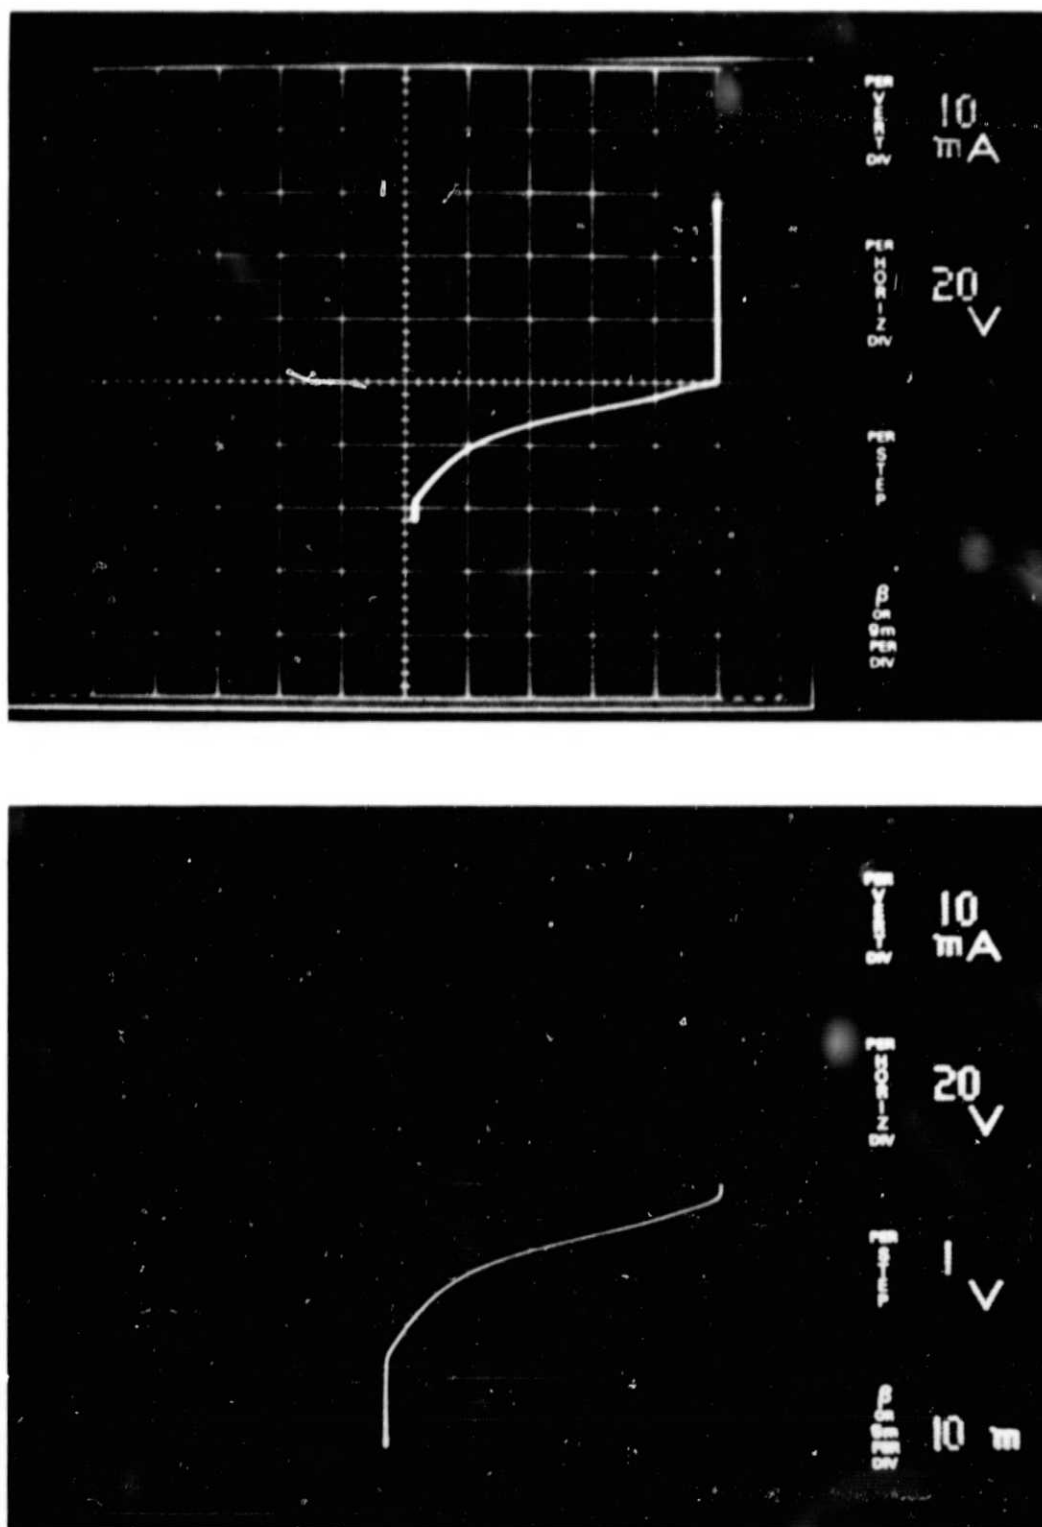 PER
VERT
DIV
10
mA
PER
HORIZ
DIV
20
V
PER
STEP
β
OR
gm
PER
DIV
PER
VERT
DIV
10
mA
PER
HORIZ
DIV
20
V
PER
STEP
1
V
β
OR
gm
PER
DIV
10 m